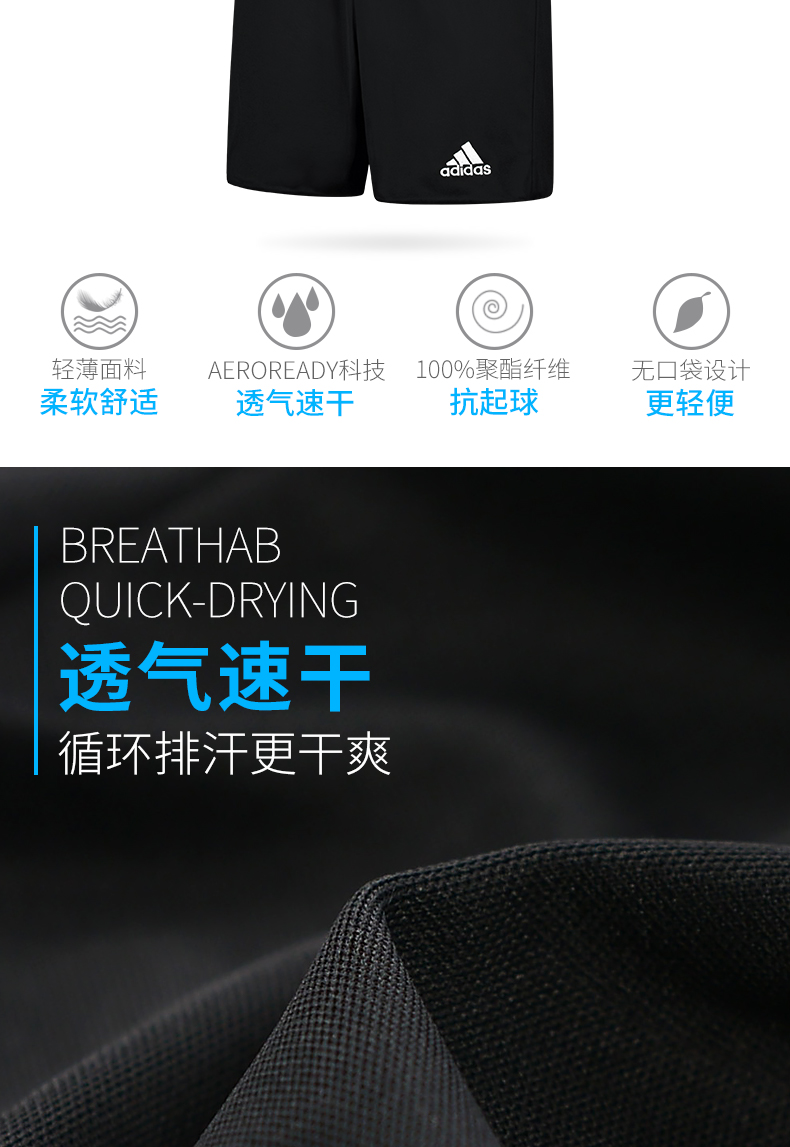 adidas
轻薄面料
柔软舒适
AEROREADY科技
透气速干
100%聚酯纤维
抗起球
无口袋设计
更轻便
BREATHAB
QUICK-DRYING
透气速干
循环排汗更干爽